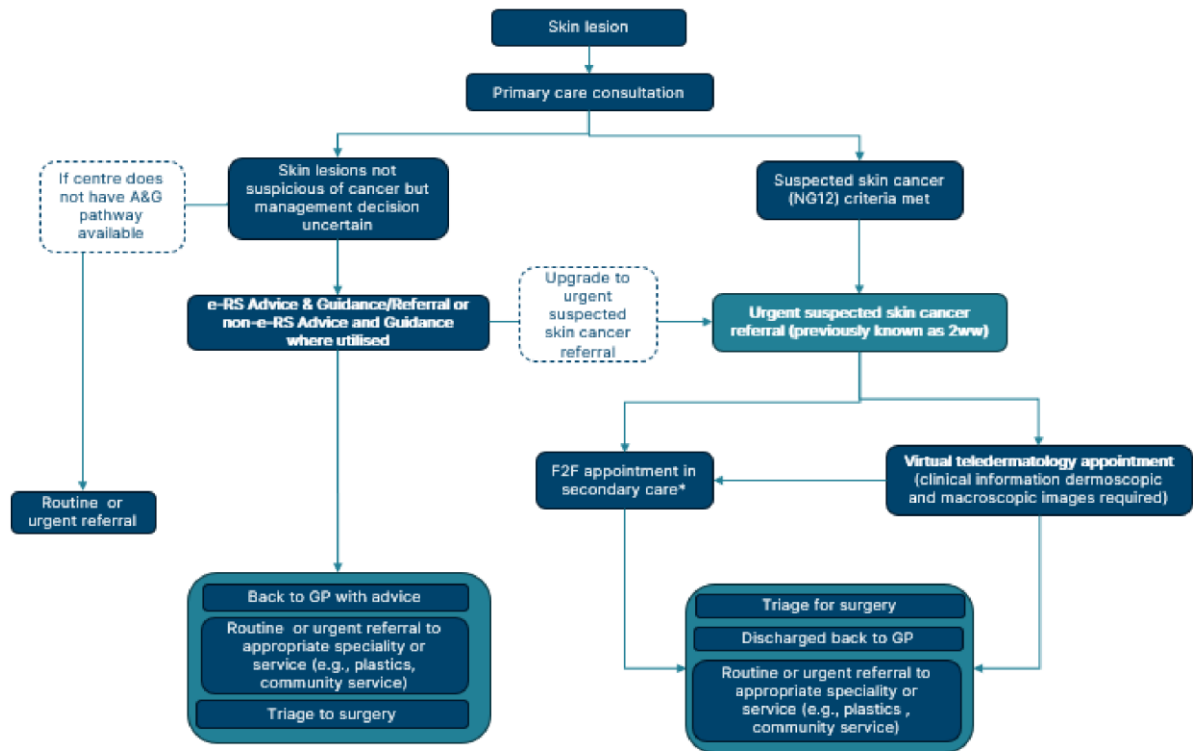 Skin lesion
Primary care consultation
If centre does
not have A&G
pathway
available
Skin lesions not
suspicious of cancer but
management decision
uncertain
Suspected skin cancer
(NG12) criteria met
e-RS Advice & Guidance/Referral or
non-e-RS Advice and Guidance
where utilised
Upgrade to
urgent
suspected
skin cancer
referral
Urgent suspected skin cancer
referral (previously known as 2ww)
Routine or
urgent referral
F2F appointment in
secondary care*
Virtual teledermatology appointment
(clinical information dermoscopic
and macroscopic images required)
Back to GP with advice
Routine or urgent referral to
appropriate speciality or
service (e.g., plastics,
community service)
Triage to surgery
Triage for surgery
Discharged back to GP
Routine or urgent referral to
appropriate speciality or
service (e.g., plastics ,
community service)